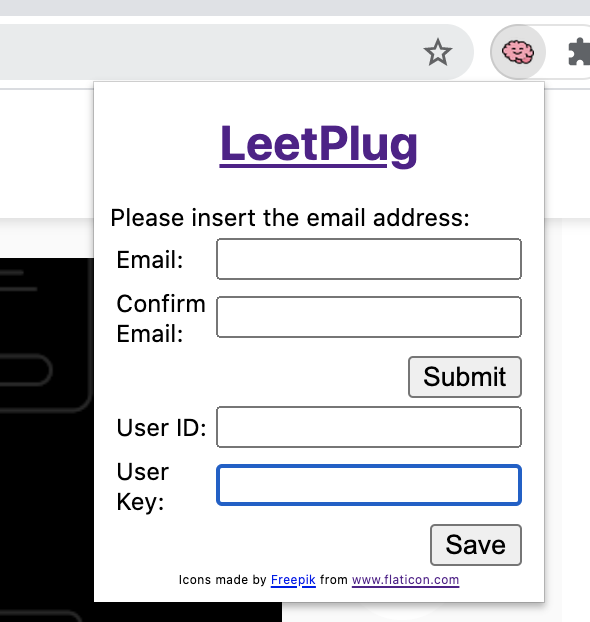 LeetPlug
Please insert the email address:
Email:
Confirm
Email:
Submit
User ID:
User
Key:
Save
Icons made by Freepik from www.flaticon.com